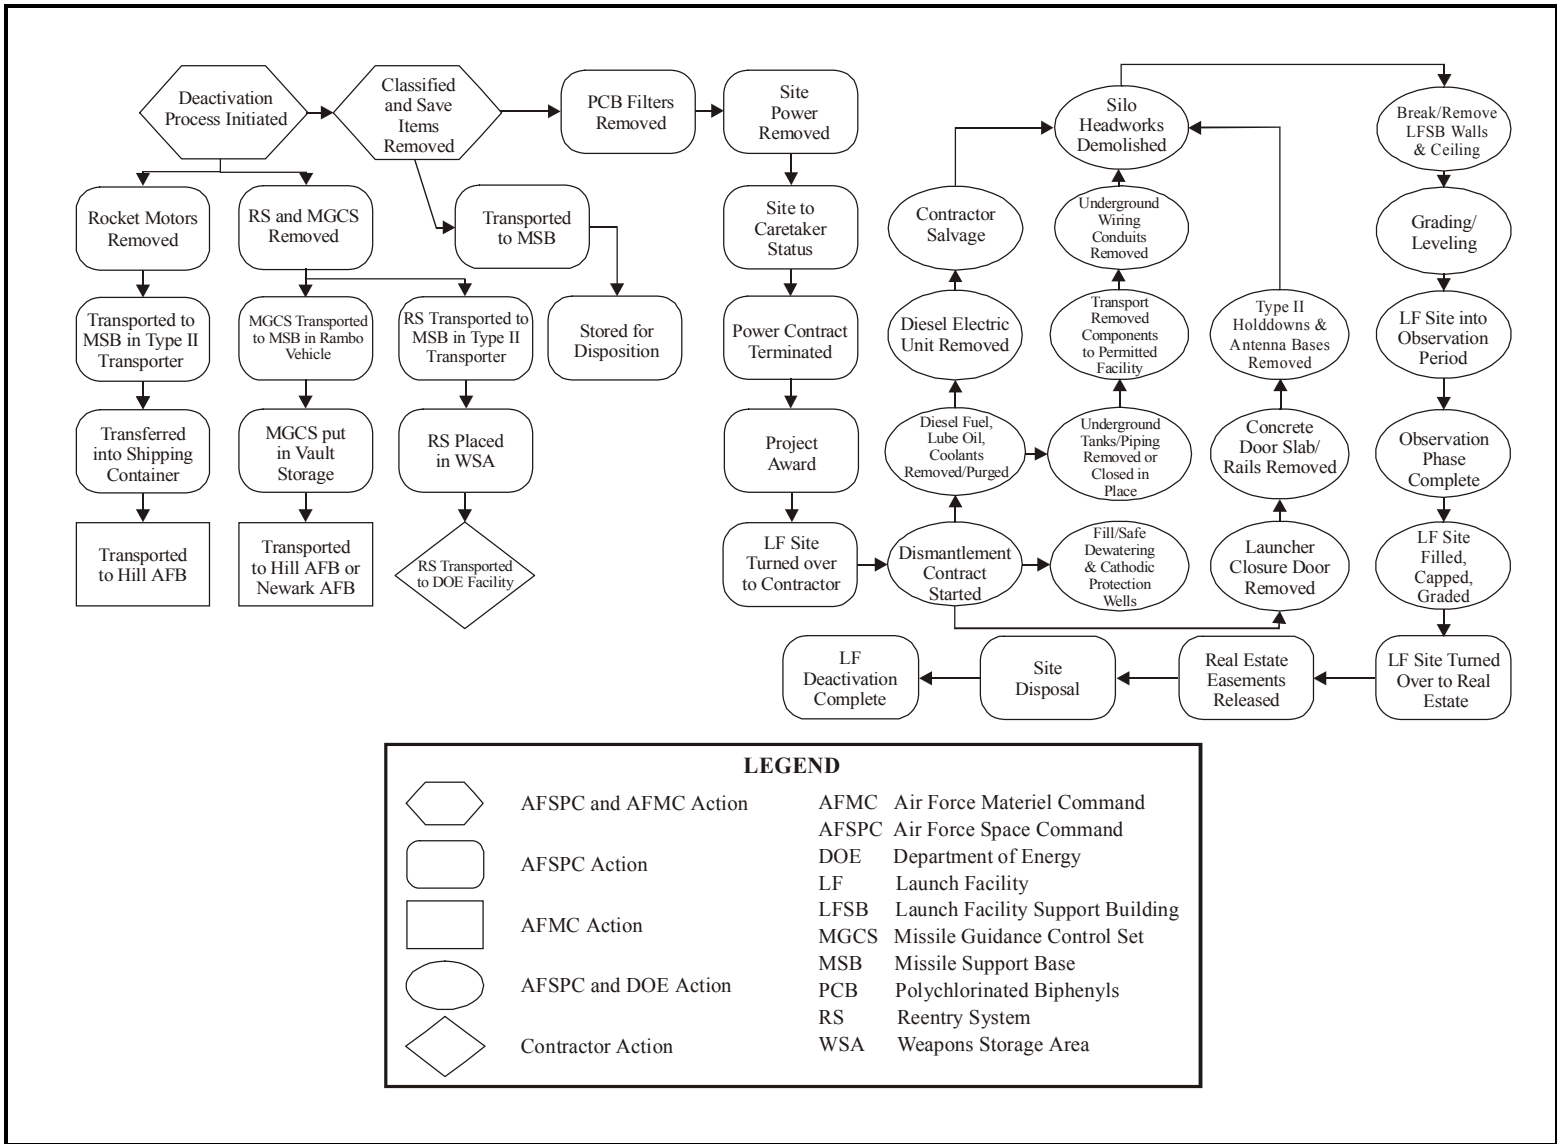 Deactivation
Process Initiated
Classified
and Save
Items
Removed
PCB Filters
Removed
Site
Power
Removed
Rocket Motors
Removed
RS and MGCS
Removed
Transported
to MSB
Site to
Caretaker
Status
Transported to
MSB in Type II
Transporter
MGCS Transported
to MSB in Rambo
Vehicle
RS Transported to
MSB in Type II
Transporter
Stored for
Disposition
Power Contract
Terminated
Transferred
into Shipping
Container
MGCS put
in Vault
Storage
RS Placed
in WSA
Project
Award
Transported
to Hill AFB
Transported
to Hill AFB or
Newark AFB
RS Transported
to DOE Facility
LF Site
Turned over
to Contractor
Silo
Headworks
Demolished
Contractor
Salvage
Underground
Wiring
Conduits
Removed
Diesel Electric
Unit Removed
Transport
Removed
Components
to Permitted
Facility
Type II
Holddowns &
Antenna Bases
Removed
Diesel Fuel,
Lube Oil,
Coolants
Removed/Purged
Underground
Tanks/Piping
Removed or
Closed in
Place
Concrete
Door Slab/
Rails Removed
Dismantlement
Contract
Started
Fill/Safe
Dewatering
& Cathodic
Protection
Wells
Launcher
Closure Door
Removed
Break/Remove
LFSB Walls
& Ceiling
Grading/
Leveling
LF Site into
Observation
Period
Observation
Phase
Complete
LF Site
Filled,
Capped,
Graded
LF
Deactivation
Complete
Site
Disposal
Real Estate
Easements
Released
LF Site Turned
Over to Real
Estate
LEGEND
AFSPC and AFMC Action
AFSPC Action
AFMC Action
AFSPC and DOE Action
Contractor Action
AFMC Air Force Materiel Command
AFSPC Air Force Space Command
DOE Department of Energy
LF Launch Facility
LFSB Launch Facility Support Building
MGCS Missile Guidance Control Set
MSB Missile Support Base
PCB Polychlorinated Biphenyls
RS Reentry System
WSA Weapons Storage Area